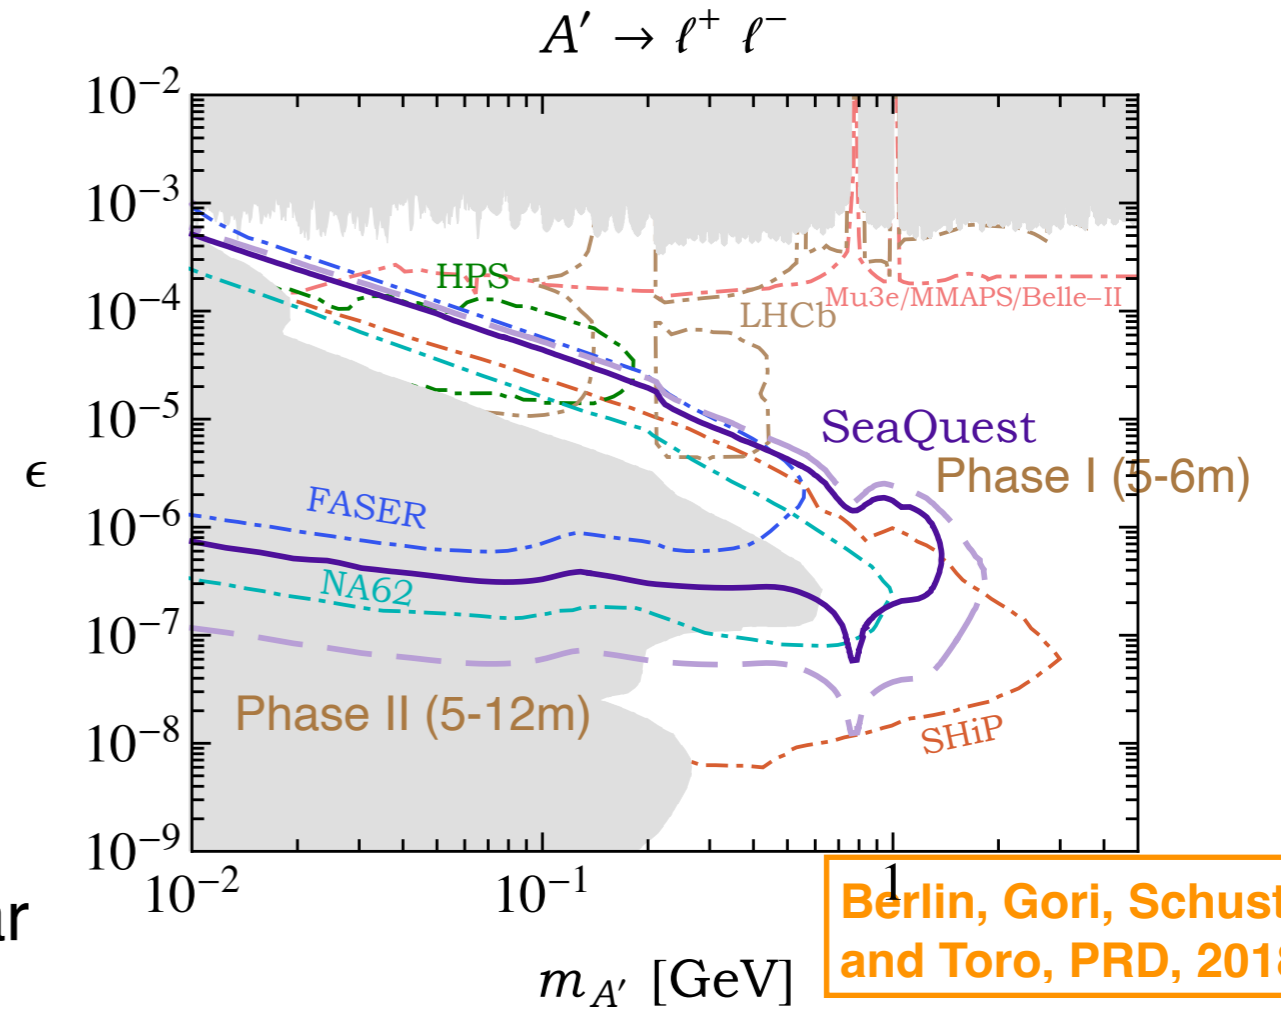 A′ → ℓ⁺ ℓ⁻
10⁻²
10⁻³
10⁻⁴
10⁻⁵
10⁻⁶
10⁻⁷
10⁻⁸
10⁻⁹
ϵ
HPS
Mu3e/MMAPS/Belle–II
LHCb
SeaQuest
Phase I (5-6m)
FASER
NA62
Phase II (5-12m)
SHiP
10⁻² 10⁻¹ 1
m_A′ [GeV]
ar
Berlin, Gori, Schust
and Toro, PRD, 2018